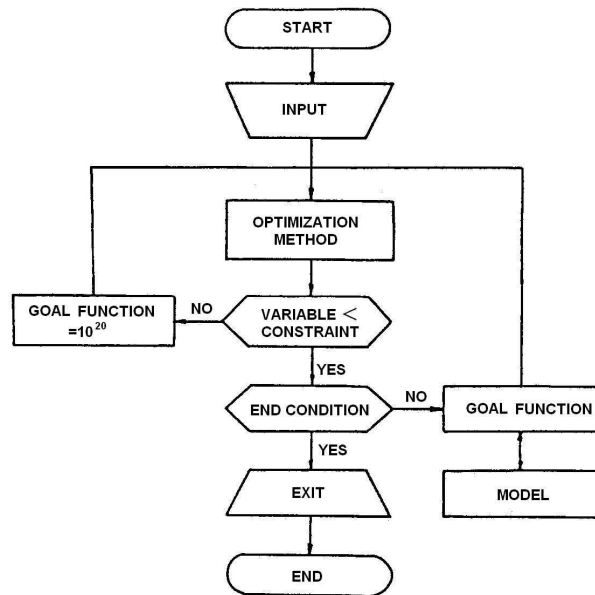 START
INPUT
OPTIMIZATION
METHOD
GOAL FUNCTION
=10^20
NO
VARIABLE <
CONSTRAINT
YES
END CONDITION
NO
GOAL FUNCTION
YES
EXIT
MODEL
END